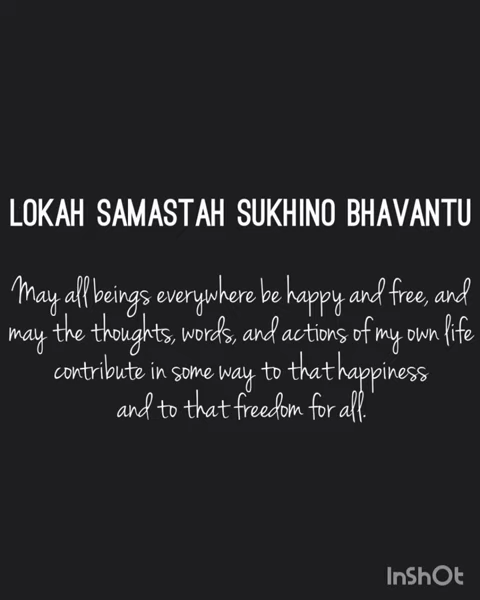 LOKAH SAMASTAH SUKHINO BHAVANTU
May all beings everywhere be happy and free, and
may the thoughts, words, and actions of my own life
contribute in some way to that happiness
and to that freedom for all.
InShOt